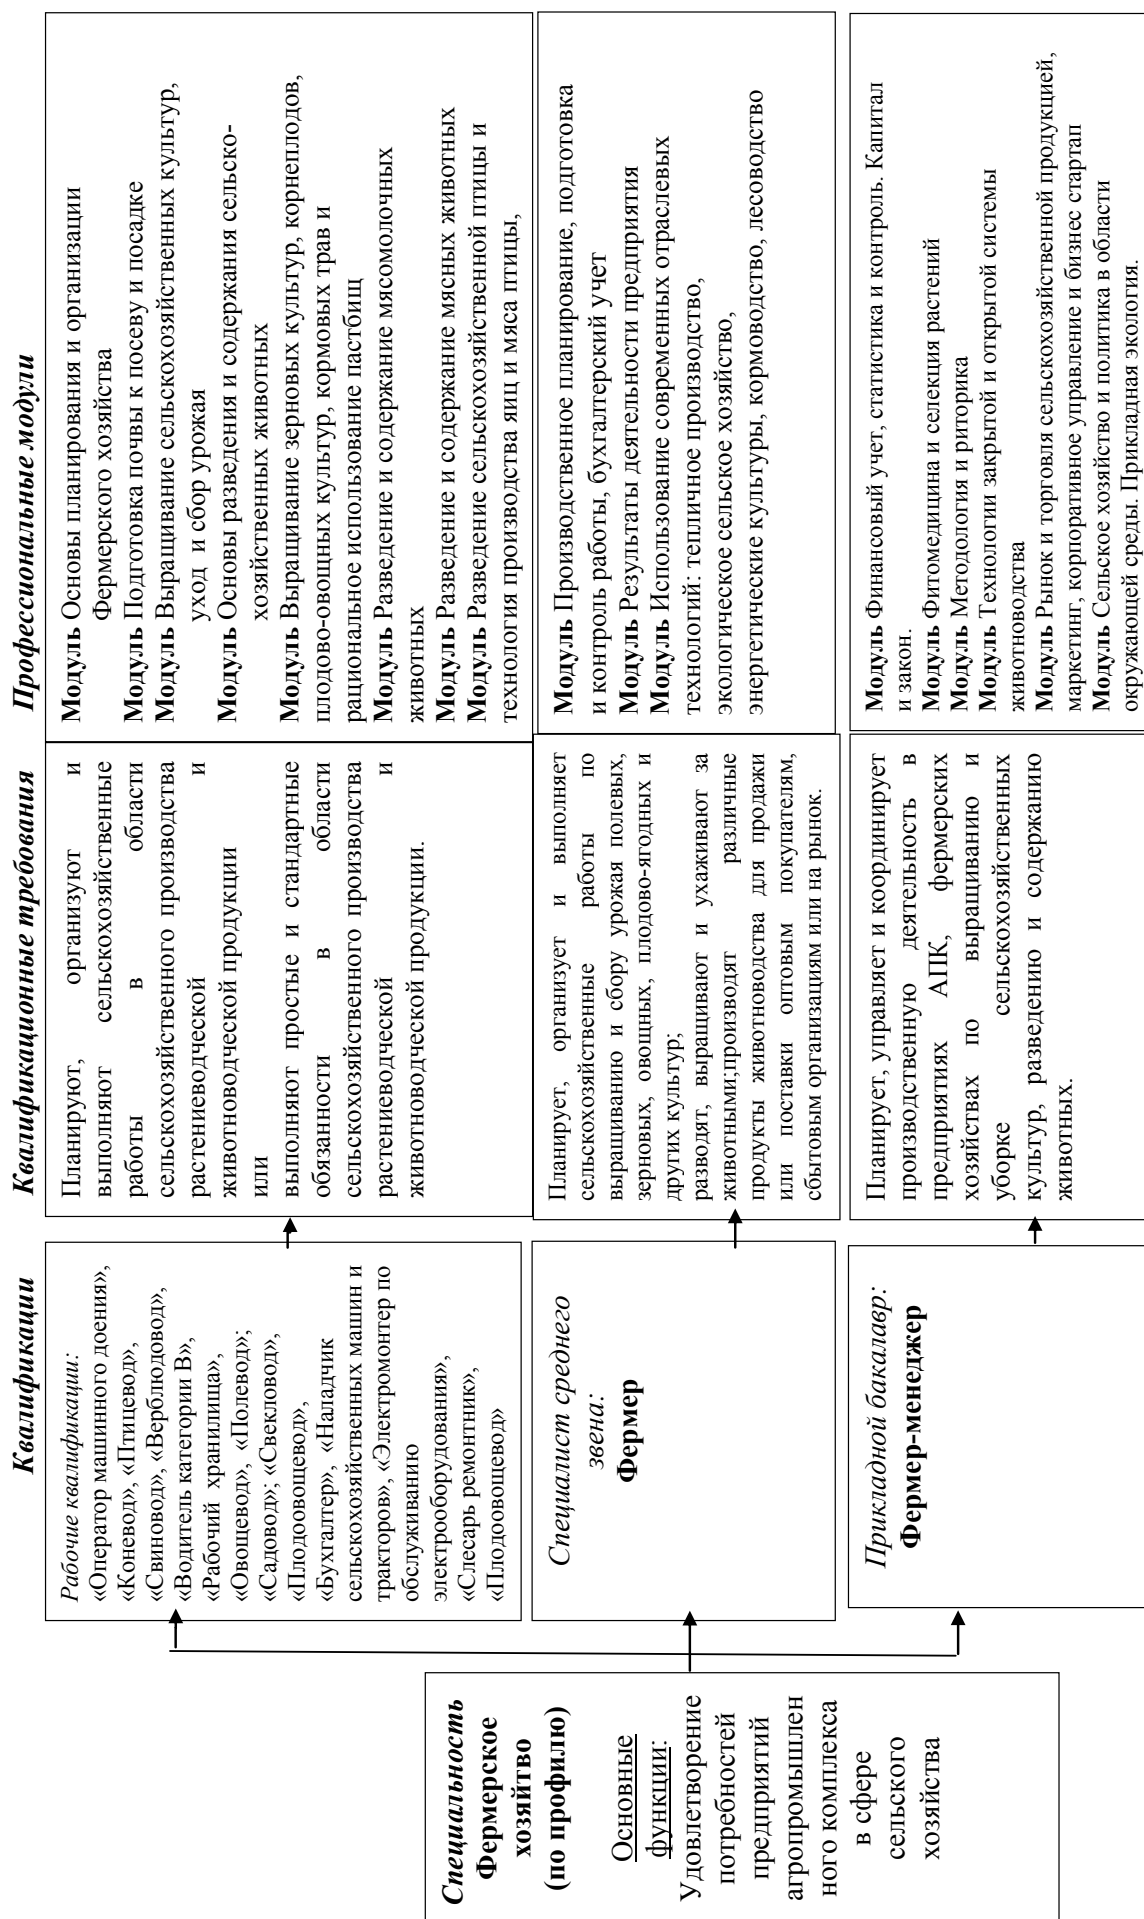 Квалификации
Квалификационные требования
Профессиональные модули
Специальность
Фермерское
хозяйтво
(по профилю)
Основные
функции:
Удовлетворение
потребностей
предприятий
агропромышлен
ного комплекса
в сфере
сельского
хозяйства
Рабочие квалификации:
«Оператор машинного доения»,
«Коневод», «Птицевод»,
«Свиновод», «Верблюдовод»,
«Водитель категории В»,
«Рабочий хранилища»,
«Овощевод», «Полевод»;
«Садовод»; «Свекловод»,
«Плодоовощевод»,
«Бухгалтер», «Наладчик
сельскохозяйственных машин и
тракторов», «Электромонтер по
обслуживанию
электрооборудования»,
«Слесарь ремонтник»,
«Плодоовощевод»
Планируют, организуют и
выполняют сельскохозяйственные
работы в области
сельскохозяйственного производства
растениеводческой и
животноводческой продукции
или
выполняют простые и стандартные
обязанности в области
сельскохозяйственного производства
растениеводческой и
животноводческой продукции.
Модуль Основы планирования и организации
Фермерского хозяйства
Модуль Подготовка почвы к посеву и посадке
Модуль Выращивание сельскохозяйственных культур,
уход и сбор урожая
Модуль Основы разведения и содержания сельско-
хозяйственных животных
Модуль Выращивание зерновых культур, корнеплодов,
плодово-овощных культур, кормовых трав и
рациональное использование пастбищ
Модуль Разведение и содержание мясомолочных
животных
Модуль Разведение и содержание мясных животных
Модуль Разведение сельскохозяйственной птицы и
технология производства яиц и мяса птицы,
Специалист среднего
звена:
Фермер
Планирует, организует и выполняет
сельскохозяйственные работы по
выращиванию и сбору урожая полевых,
зерновых, овощных, плодово-ягодных и
других культур;
разводят, выращивают и ухаживают за
животными;производят различные
продукты животноводства для продажи
или поставки оптовым покупателям,
сбытовым организациям или на рынок.
Модуль Производственное планирование, подготовка
и контроль работы, бухгалтерский учет
Модуль Результаты деятельности предприятия
Модуль Использование современных отраслевых
технологий: тепличное производство,
экологическое сельское хозяйство,
энергетические культуры, кормоводство, лесоводство
Прикладной бакалавр:
Фермер-менеджер
Планирует, управляет и координирует
производственную деятельность в
предприятиях АПК, фермерских
хозяйствах по выращиванию и
уборке сельскохозяйственных
культур, разведению и содержанию
животных.
Модуль Финансовый учет, статистика и контроль. Капитал
и закон.
Модуль Фитомедицина и селекция растений
Модуль Методология и риторика
Модуль Технологии закрытой и открытой системы
животноводства
Модуль Рынок и торговля сельскохозяйственной продукцией,
маркетинг, корпоративное управление и бизнес стартап
Модуль Сельское хозяйство и политика в области
окружающей среды. Прикладная экология.